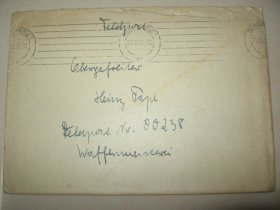 Feldpost
Obergefreiter
Heinz Pape
Feldpost Nr. 00238
Waffenmeisterei